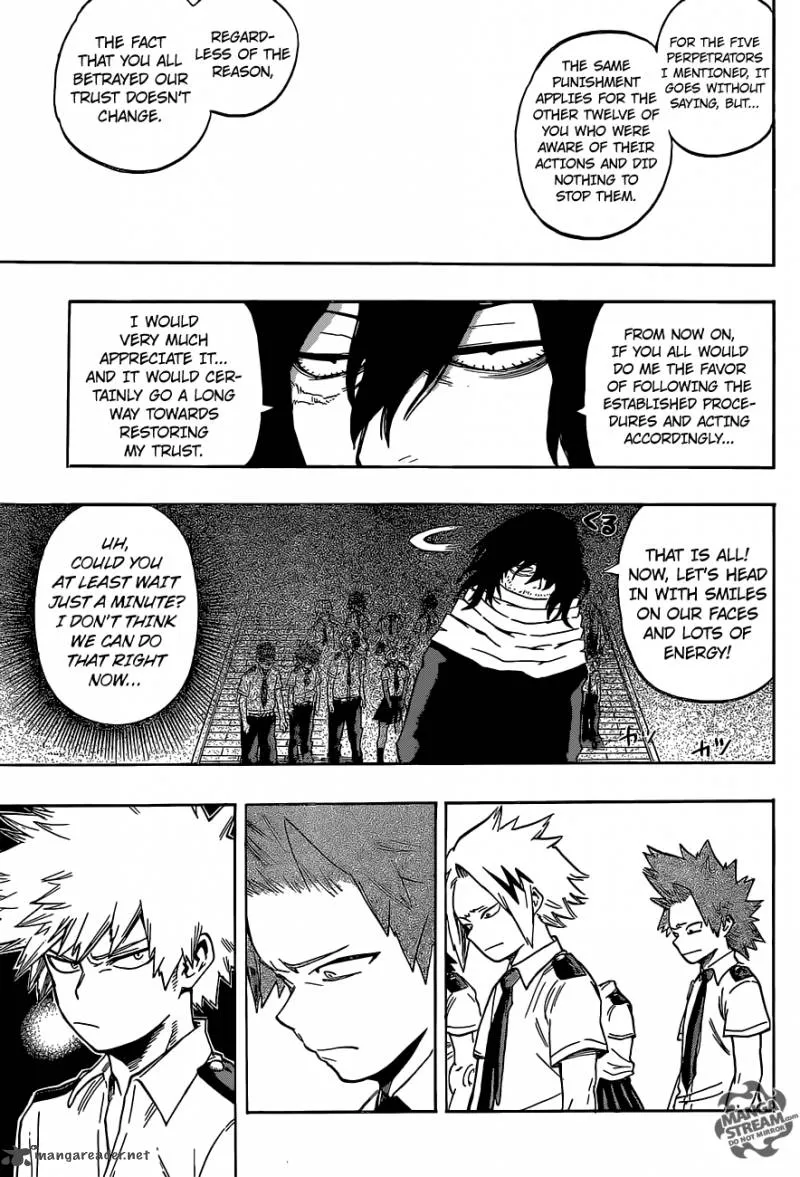 FOR THE FIVE
PERPETRATORS
I MENTIONED, IT
GOES WITHOUT
SAYING, BUT...
THE SAME
PUNISHMENT
APPLIES FOR THE
OTHER TWELVE OF
YOU WHO WERE
AWARE OF THEIR
ACTIONS AND DID
NOTHING TO
STOP THEM.
REGARD-
LESS OF THE
REASON,
THE FACT
THAT YOU ALL
BETRAYED OUR
TRUST DOESN'T
CHANGE.
FROM NOW ON,
IF YOU ALL WOULD
DO ME THE FAVOR
OF FOLLOWING THE
ESTABLISHED PROCE-
DURES AND ACTING
ACCORDINGLY...
I WOULD
VERY MUCH
APPRECIATE IT...
AND IT WOULD CER-
TAINLY GO A LONG
WAY TOWARDS
RESTORING
MY TRUST.
THAT IS ALL!
NOW, LET'S HEAD
IN WITH SMILES
ON OUR FACES
AND LOTS OF
ENERGY!
くる
UH,
COULD YOU
AT LEAST WAIT
JUST A MINUTE?
I DON'T THINK
WE CAN DO
THAT RIGHT
NOW...
カッ
カッ
MANGA
STREAM.COM
DO NOT MIRROR
mangareader.net